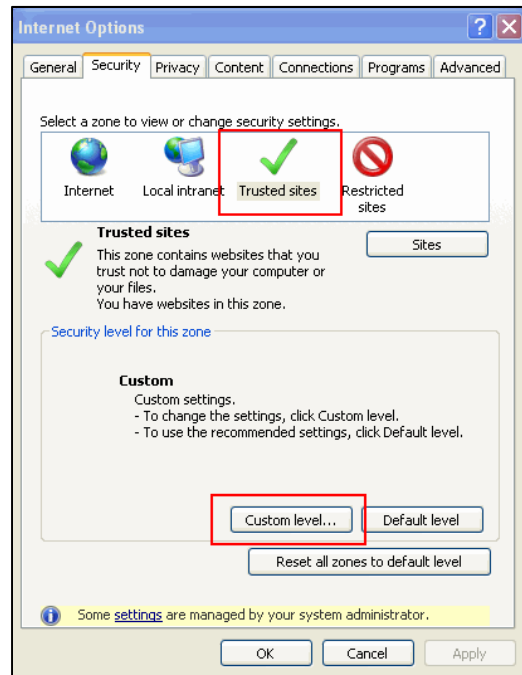 Internet Options
General Security Privacy Content Connections Programs Advanced
Select a zone to view or change security settings.
Internet Local intranet Trusted sites Restricted
sites
Trusted sites
Sites
This zone contains websites that you
trust not to damage your computer or
your files.
You have websites in this zone.
Security level for this zone
Custom
Custom settings.
- To change the settings, click Custom level.
- To use the recommended settings, click Default level.
Custom level... Default level
Reset all zones to default level
Some settings are managed by your system administrator.
OK Cancel Apply